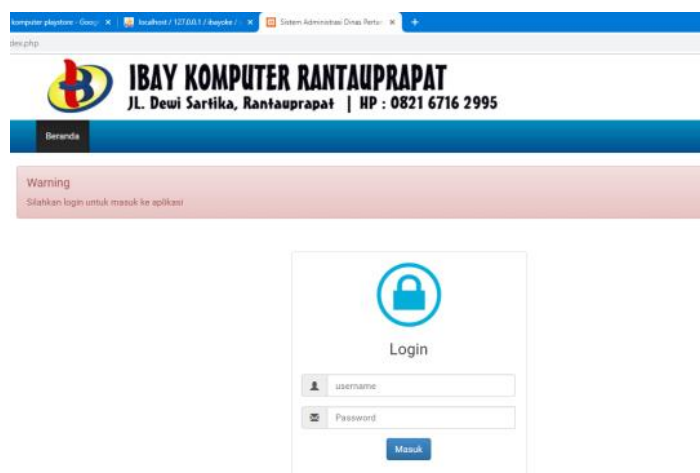 komputer playstore - Goog
localhost / 127.0.0.1 / ibayoke /
Sistem Administrasi Dinas Pertan
dex.php
IBAY KOMPUTER RANTAUPRAPAT
JL. Dewi Sartika, Rantauprapat | HP : 0821 6716 2995
Beranda
Warning
Silahkan login untuk masuk ke aplikasi
Login
username
Password
Masuk